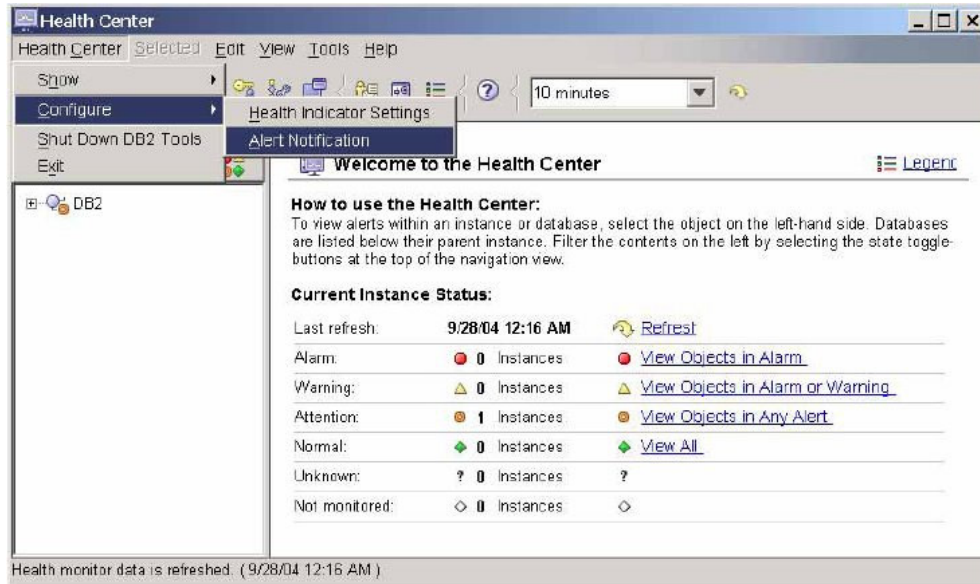 Health Center
Health Center Selected Edit View Tools Help
Show
Configure
Shut Down DB2 Tools
Exit
Health Indicator Settings
Alert Notification
10 minutes
DB2
Welcome to the Health Center
Legend
How to use the Health Center:
To view alerts within an instance or database, select the object on the left-hand side. Databases
are listed below their parent instance. Filter the contents on the left by selecting the state toggle-
buttons at the top of the navigation view.
Current Instance Status:
Last refresh: 9/28/04 12:16 AM Refresh
Alarm: 0 Instances View Objects in Alarm
Warning: 0 Instances View Objects in Alarm or Warning
Attention: 1 Instances View Objects in Any Alert
Normal: 0 Instances View All
Unknown: ? 0 Instances ?
Not monitored: 0 Instances
Health monitor data is refreshed. ( 9/28/04 12:16 AM )